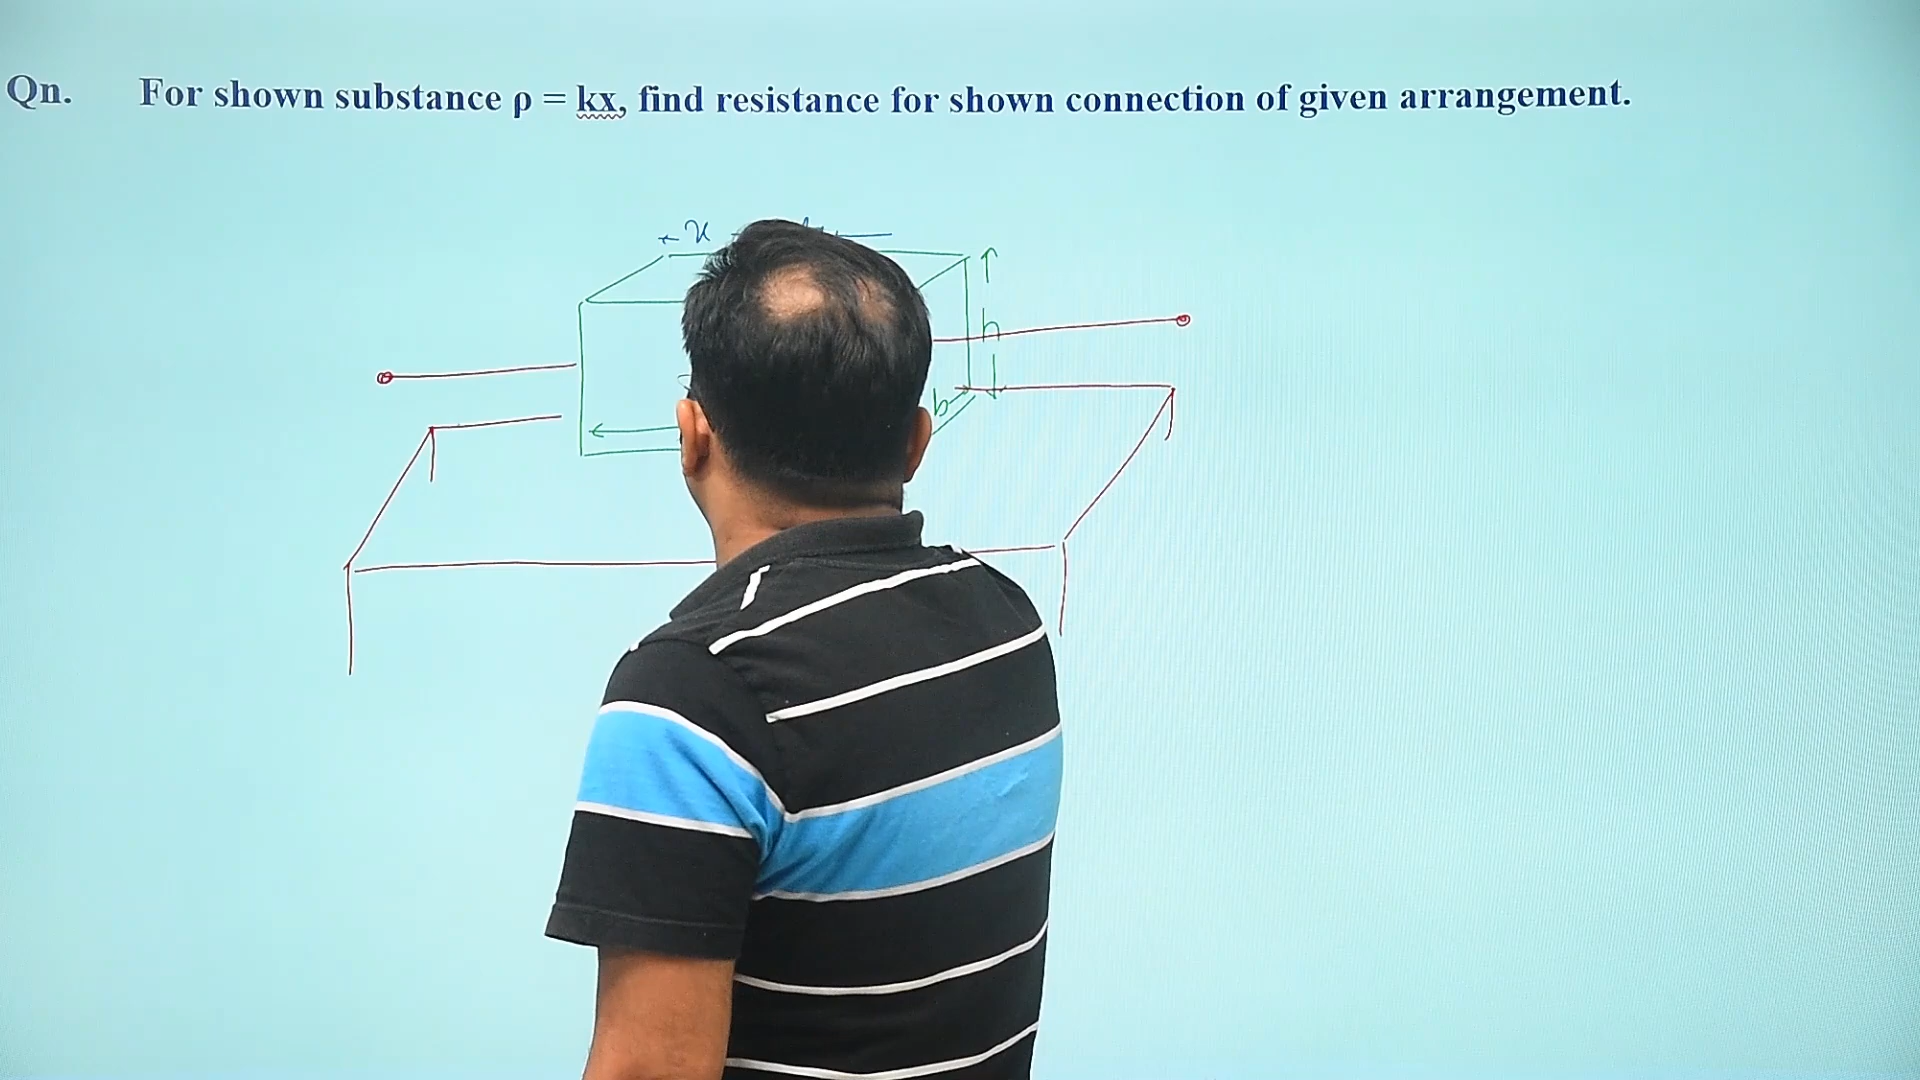 Qn. For shown substance ρ = kx, find resistance for shown connection of given arrangement.
x
h
b